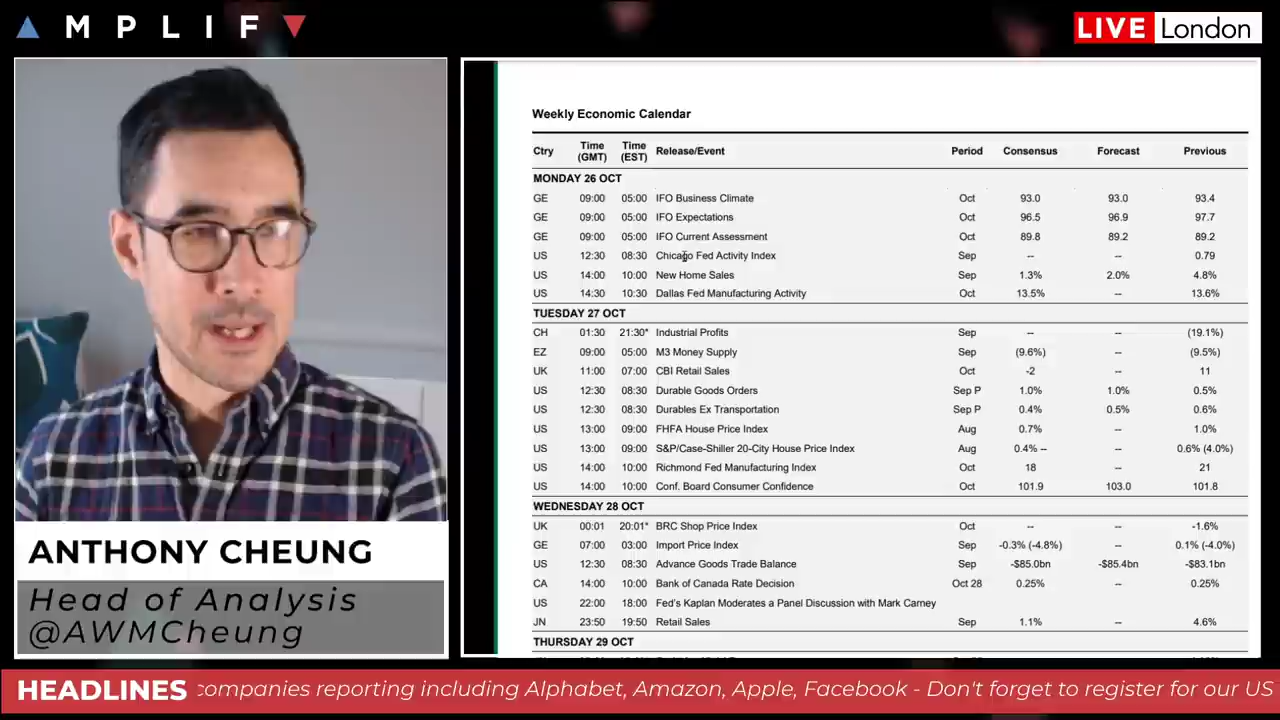 MPLIF
LIVE London
Weekly Economic Calendar
Ctry Time (GMT) Time (EST) Release/Event Period Consensus Forecast Previous
MONDAY 26 OCT
GE 09:00 05:00 IFO Business Climate Oct 93.0 93.0 93.4
GE 09:00 05:00 IFO Expectations Oct 96.5 96.9 97.7
GE 09:00 05:00 IFO Current Assessment Oct 89.8 89.2 89.2
US 12:30 08:30 Chicago Fed Activity Index Sep -- -- 0.79
US 14:00 10:00 New Home Sales Sep 1.3% 2.0% 4.8%
US 14:30 10:30 Dallas Fed Manufacturing Activity Oct 13.5% -- 13.6%
TUESDAY 27 OCT
CH 01:30 21:30* Industrial Profits Sep -- -- (19.1%)
EZ 09:00 05:00 M3 Money Supply Sep (9.6%) -- (9.5%)
UK 11:00 07:00 CBI Retail Sales Oct -2 -- 11
US 12:30 08:30 Durable Goods Orders Sep P 1.0% 1.0% 0.5%
US 12:30 08:30 Durables Ex Transportation Sep P 0.4% 0.5% 0.6%
US 13:00 09:00 FHFA House Price Index Aug 0.7% -- 1.0%
US 13:00 09:00 S&P/Case-Shiller 20-City House Price Index Aug 0.4% -- -- 0.6% (4.0%)
US 14:00 10:00 Richmond Fed Manufacturing Index Oct 18 -- 21
US 14:00 10:00 Conf. Board Consumer Confidence Oct 101.9 103.0 101.8
WEDNESDAY 28 OCT
UK 00:01 20:01* BRC Shop Price Index Oct -- -- -1.6%
GE 07:00 03:00 Import Price Index Sep -0.3% (-4.8%) -- 0.1% (-4.0%)
US 12:30 08:30 Advance Goods Trade Balance Sep -$85.0bn -$85.4bn -$83.1bn
CA 14:00 10:00 Bank of Canada Rate Decision Oct 28 0.25% -- 0.25%
US 22:00 18:00 Fed's Kaplan Moderates a Panel Discussion with Mark Carney
JN 23:50 19:50 Retail Sales Sep 1.1% -- 4.6%
THURSDAY 29 OCT
ANTHONY CHEUNG
Head of Analysis
@AWMCheung
HEADLINES companies reporting including Alphabet, Amazon, Apple, Facebook - Don't forget to register for our US